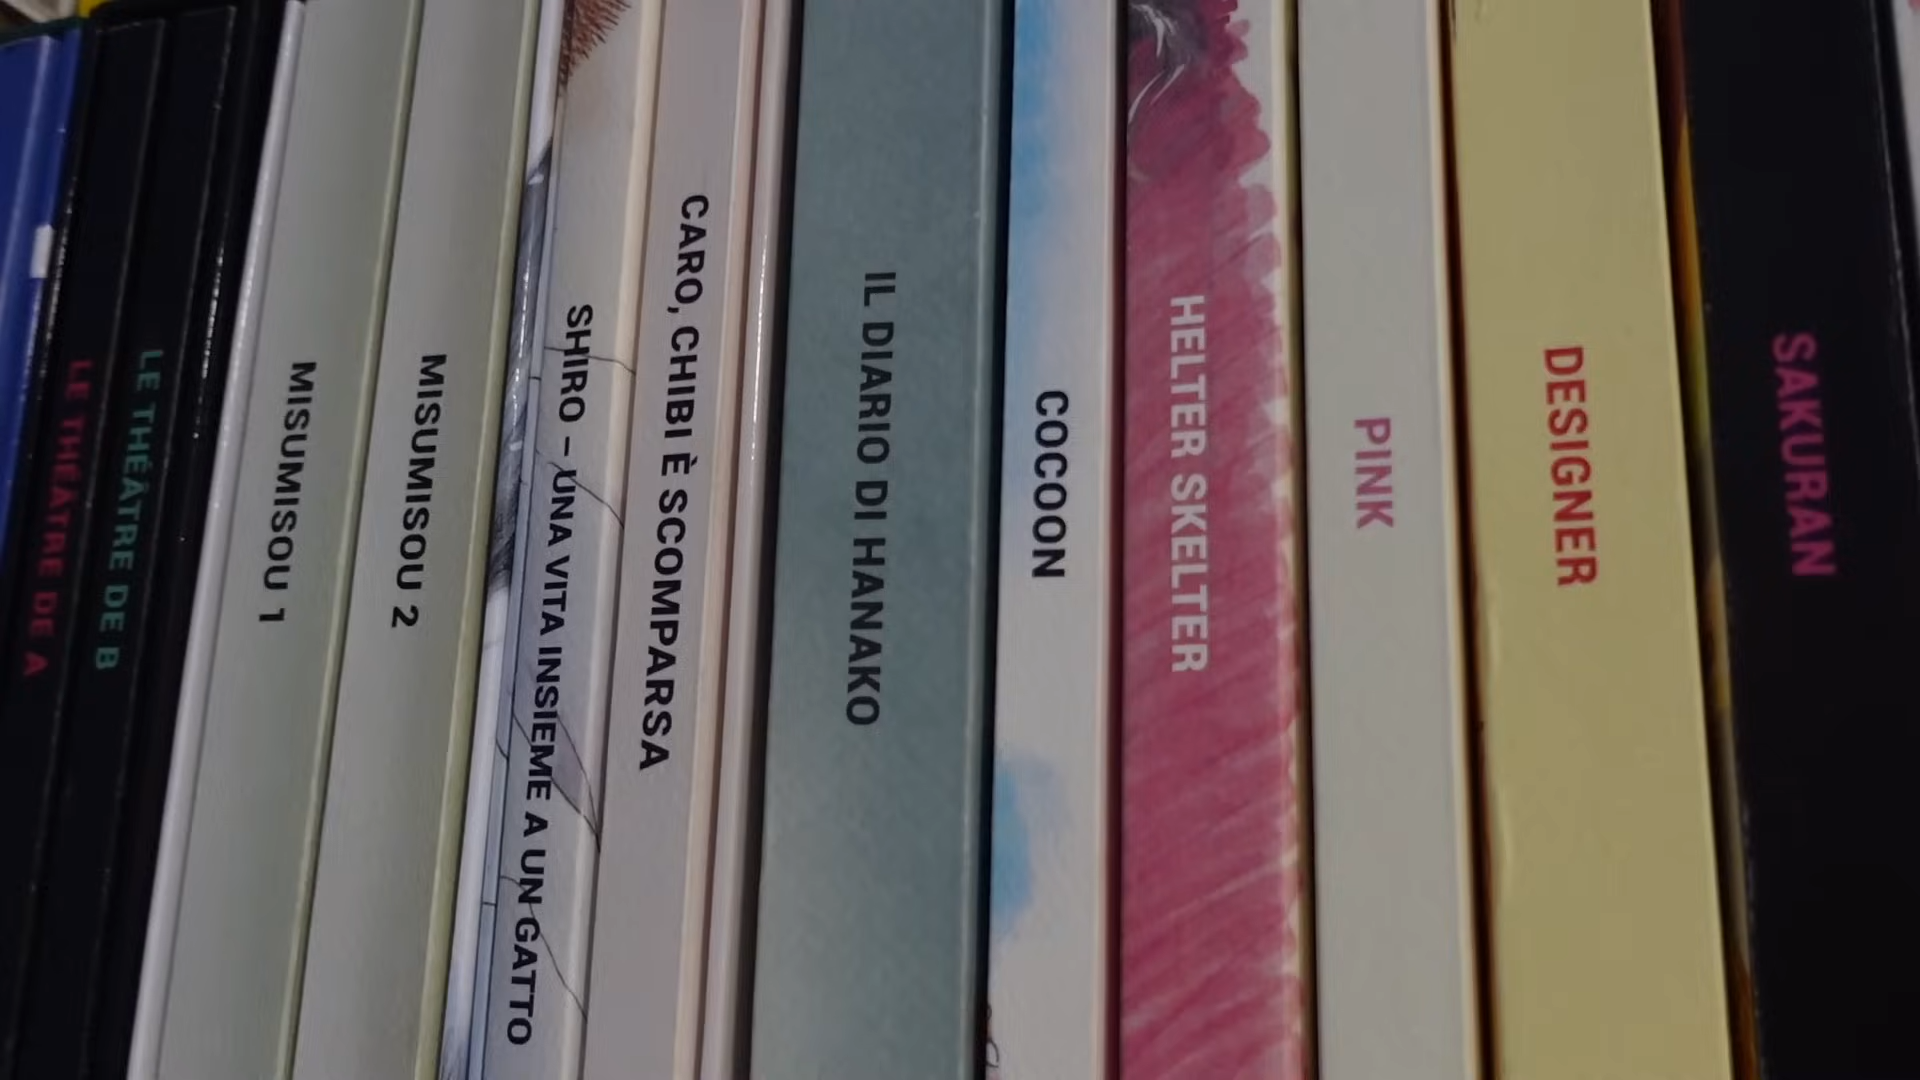 LE THÉÂTRE DE A
LE THÉÂTRE DE B
MISUMISOU 1
MISUMISOU 2
SHIRO – UNA VITA INSIEME A UN GATTO
CARO, CHIBI È SCOMPARSA
IL DIARIO DI HANAKO
COCOON
HELTER SKELTER
PINK
DESIGNER
SAKURAN